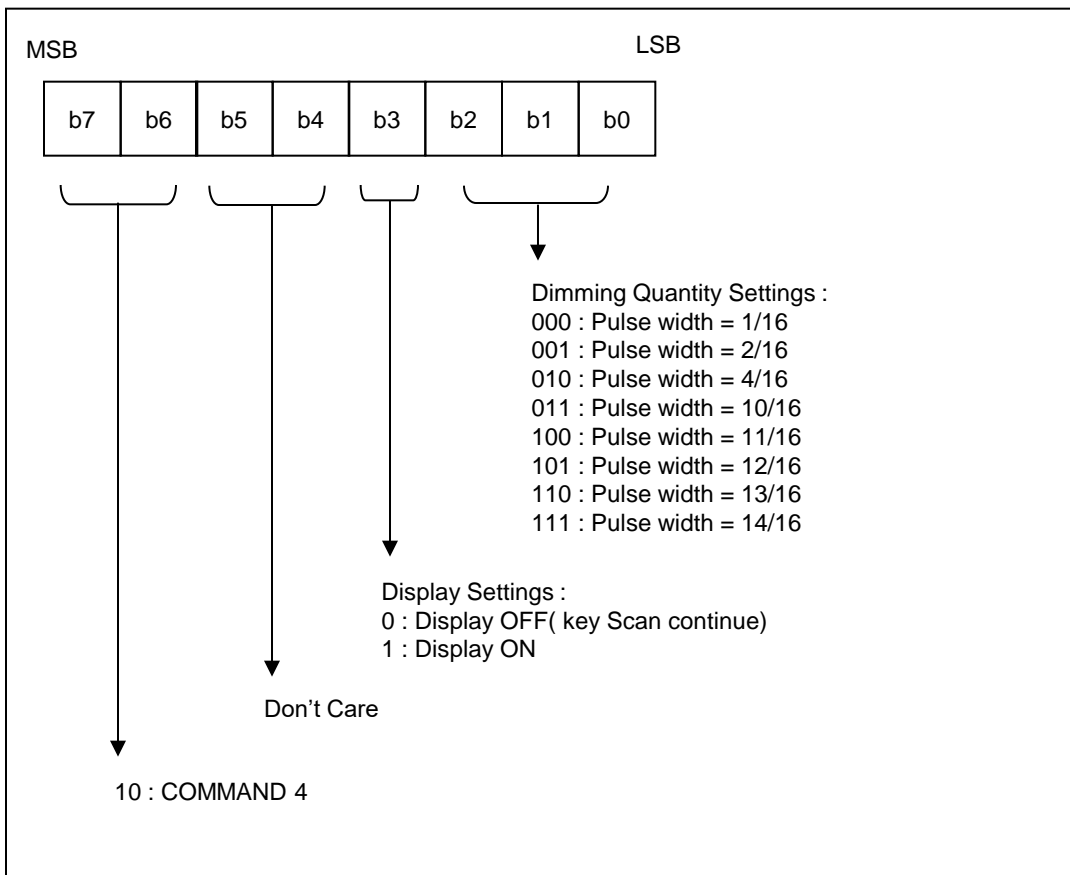 MSB LSB
b7 b6 b5 b4 b3 b2 b1 b0
Dimming Quantity Settings :
000 : Pulse width = 1/16
001 : Pulse width = 2/16
010 : Pulse width = 4/16
011 : Pulse width = 10/16
100 : Pulse width = 11/16
101 : Pulse width = 12/16
110 : Pulse width = 13/16
111 : Pulse width = 14/16
Display Settings :
0 : Display OFF( key Scan continue)
1 : Display ON
Don’t Care
10 : COMMAND 4